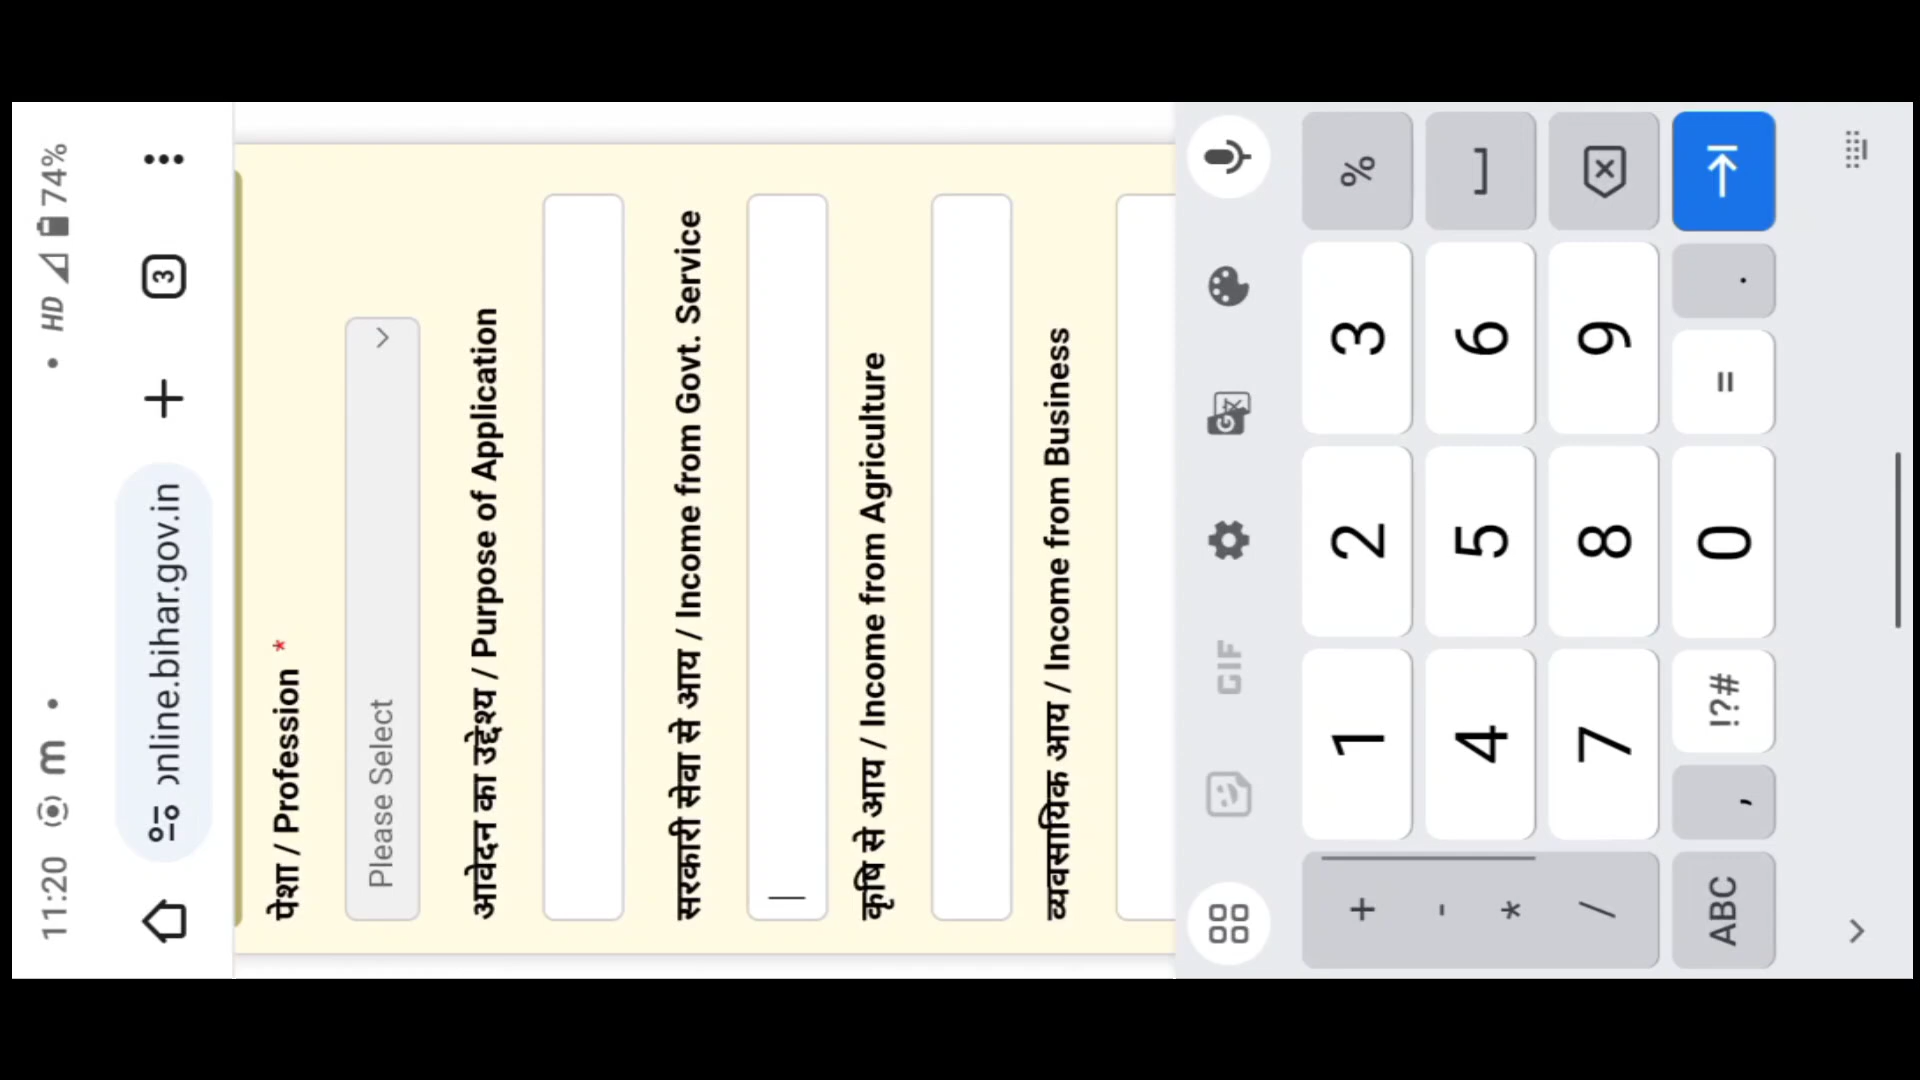 11:20
m
HD
74%
online.bihar.gov.in
3
पेशा / Profession *
Please Select
आवेदन का उद्देश्य / Purpose of Application
सरकारी सेवा से आय / Income from Govt. Service
कृषि से आय / Income from Agriculture
व्यवसायिक आय / Income from Business
GIF
+ 1 2 3 %
- 4 5 6
*
/ 7 8 9
ABC , !?# 0 = .